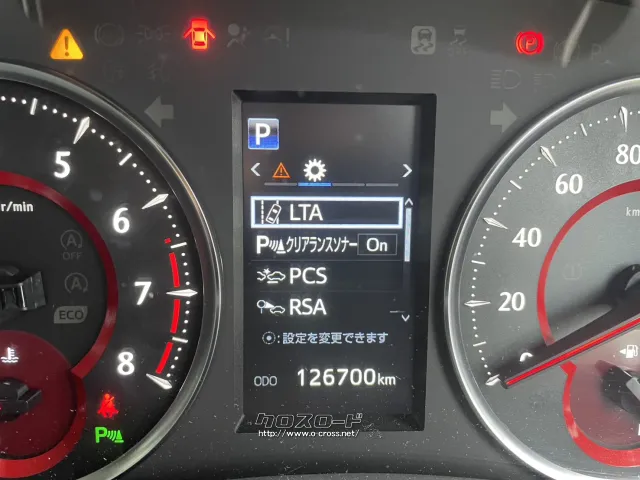 P
5
6
7
8
r/min
OFF
A
ECO
P
< >
LTA
P クリアランスソナー On
PCS
RSA
:設定を変更できます
ODO 126700km
クロスロード
http://www.o-cross.net/
80
60
40
20
0
km